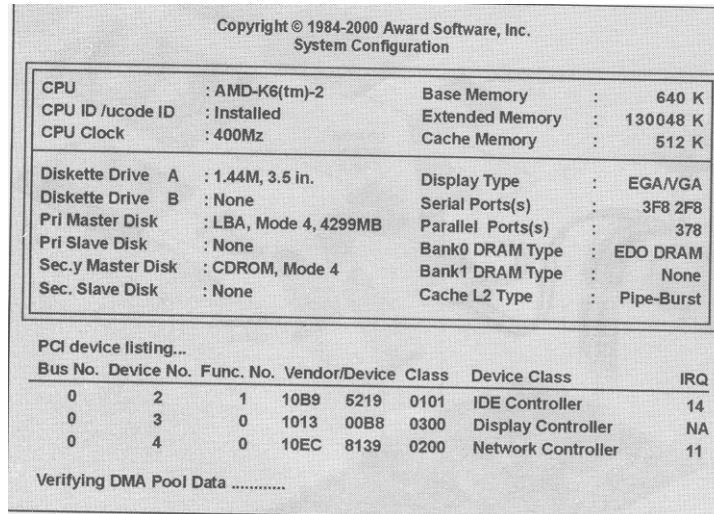 Copyright © 1984-2000 Award Software, Inc.
System Configuration
CPU : AMD-K6(tm)-2 Base Memory : 640 K
CPU ID /ucode ID : Installed Extended Memory : 130048 K
CPU Clock : 400Mz Cache Memory : 512 K
Diskette Drive A : 1.44M, 3.5 in. Display Type : EGA/VGA
Diskette Drive B : None Serial Ports(s) : 3F8 2F8
Pri Master Disk : LBA, Mode 4, 4299MB Parallel Ports(s) : 378
Pri Slave Disk : None Bank0 DRAM Type : EDO DRAM
Sec.y Master Disk : CDROM, Mode 4 Bank1 DRAM Type : None
Sec. Slave Disk : None Cache L2 Type : Pipe-Burst
PCI device listing...
Bus No. Device No. Func. No. Vendor/Device Class Device Class IRQ
0 2 1 10B9 5219 0101 IDE Controller 14
0 3 0 1013 00B8 0300 Display Controller NA
0 4 0 10EC 8139 0200 Network Controller 11
Verifying DMA Pool Data ............